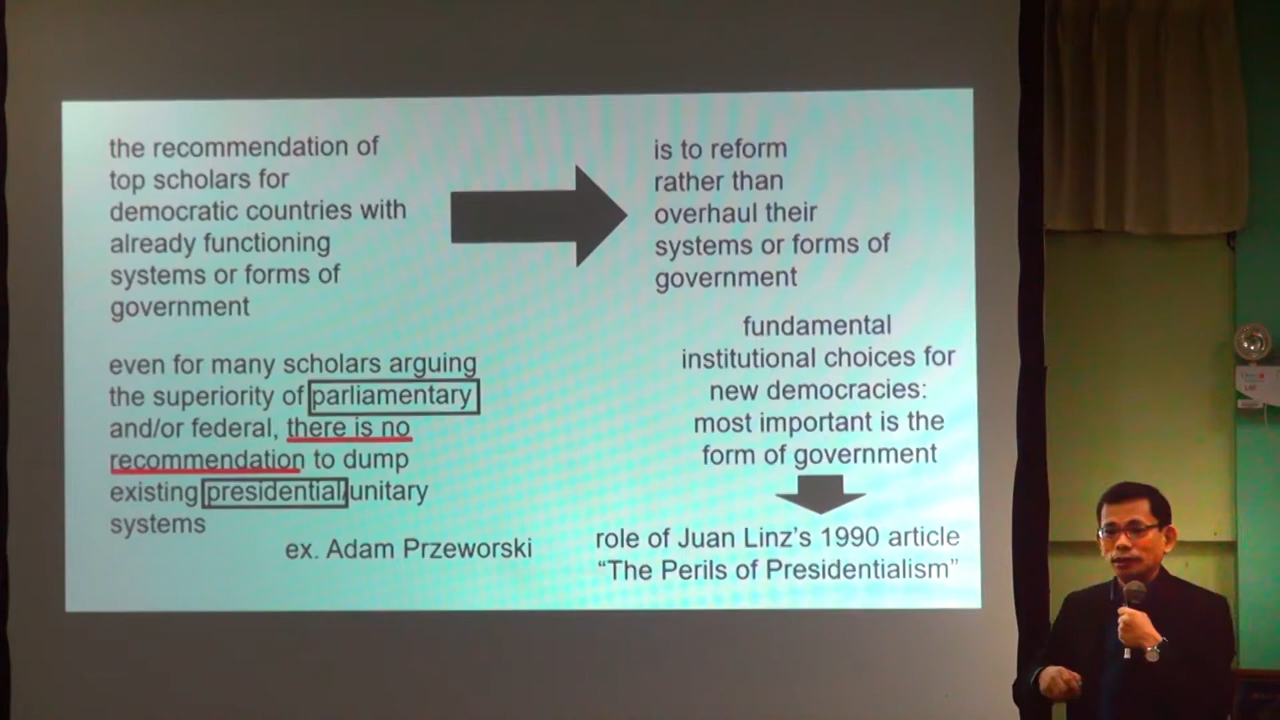 the recommendation of
top scholars for
democratic countries with
already functioning
systems or forms of
government
is to reform
rather than
overhaul their
systems or forms of
government
even for many scholars arguing
the superiority of parliamentary
and/or federal, there is no
recommendation to dump
existing presidential/unitary
systems
ex. Adam Przeworski
fundamental
institutional choices for
new democracies:
most important is the
form of government
role of Juan Linz's 1990 article
“The Perils of Presidentialism”